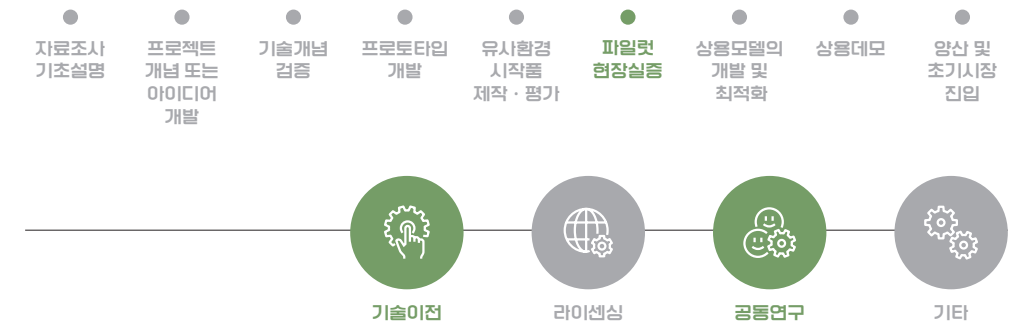 자료조사
기초설명
프로젝트
개념 또는
아이디어
개발
기술개념
검증
프로토타입
개발
유사환경
시작품
제작 · 평가
파일럿
현장실증
상용모델의
개발 및
최적화
상용데모
양산 및
초기시장
진입
기술이전
라이센싱
공동연구
기타